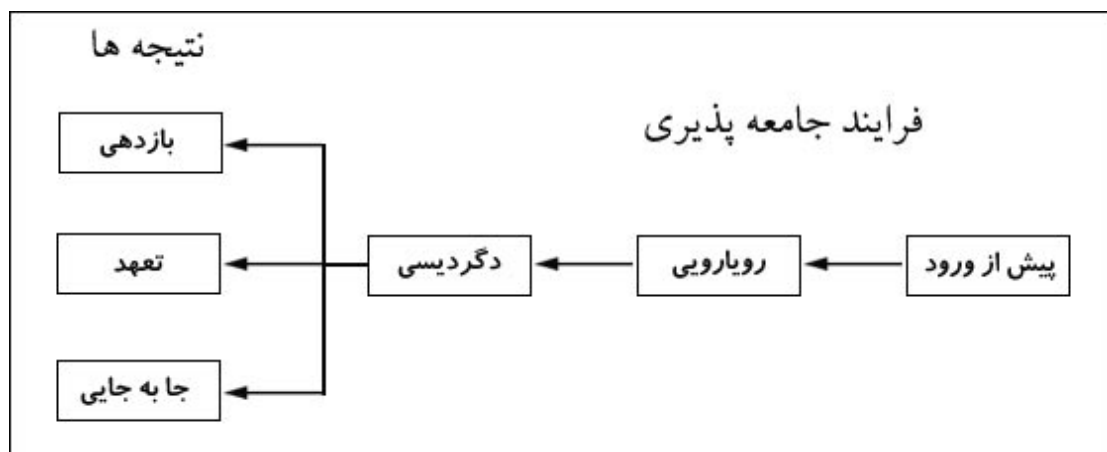 نتیجه ها
فرایند جامعه پذیری
پیش از ورود
رویارویی
دگردیسی
بازدهی
تعهد
جا به جایی